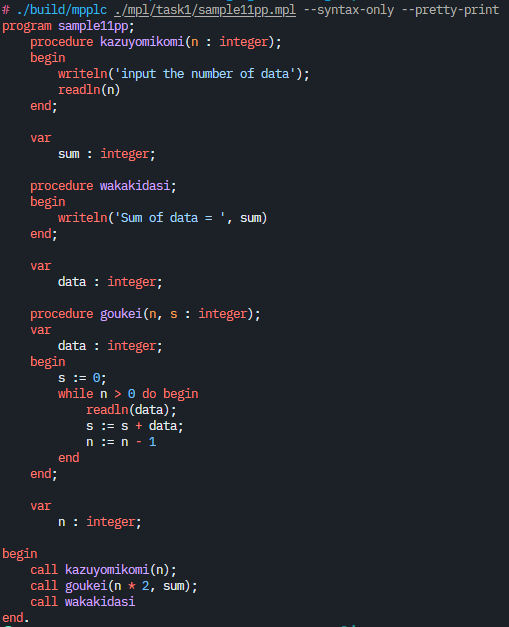 # ./build/mpplc ./mpl/task1/sample11pp.mpl --syntax-only --pretty-print
program sample11pp;
    procedure kazuyomikomi(n : integer);
    begin
        writeln('input the number of data');
        readln(n)
    end;

    var
        sum : integer;

    procedure wakakidasi;
    begin
        writeln('Sum of data = ', sum)
    end;

    var
        data : integer;

    procedure goukei(n, s : integer);
    var
        data : integer;
    begin
        s := 0;
        while n > 0 do begin
            readln(data);
            s := s + data;
            n := n - 1
        end
    end;

    var
        n : integer;

begin
    call kazuyomikomi(n);
    call goukei(n * 2, sum);
    call wakakidasi
end.